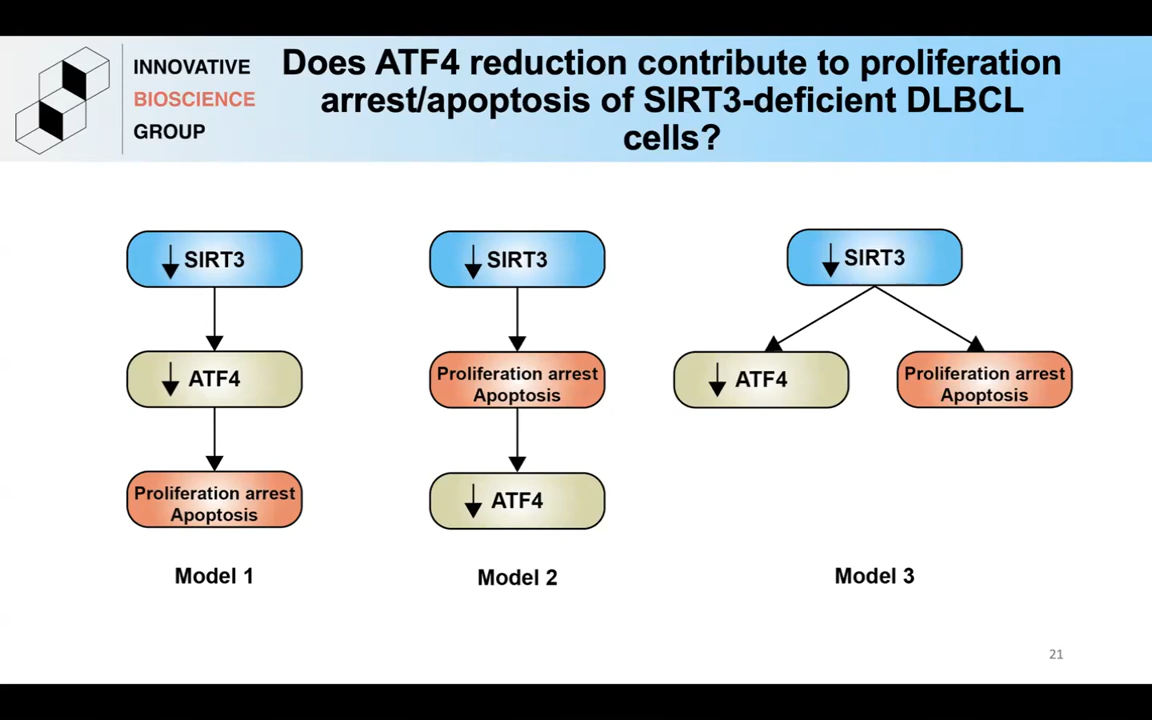 INNOVATIVE
BIOSCIENCE
GROUP
Does ATF4 reduction contribute to proliferation
arrest/apoptosis of SIRT3-deficient DLBCL
cells?
SIRT3
ATF4
Proliferation arrest
Apoptosis
Model 1
SIRT3
Proliferation arrest
Apoptosis
ATF4
Model 2
SIRT3
ATF4
Proliferation arrest
Apoptosis
Model 3
21